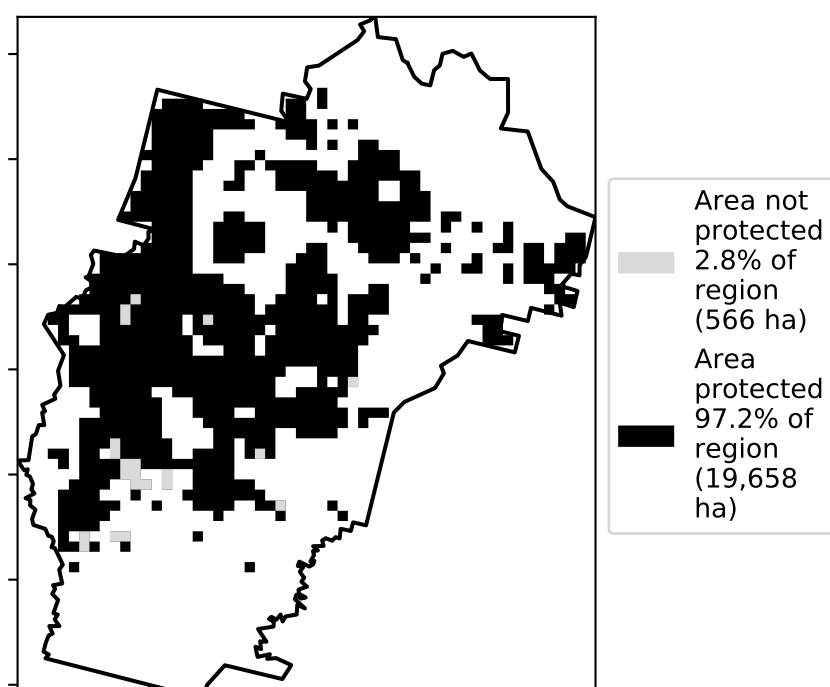 Area not
protected
2.8% of
region
(566 ha)
Area
protected
97.2% of
region
(19,658
ha)